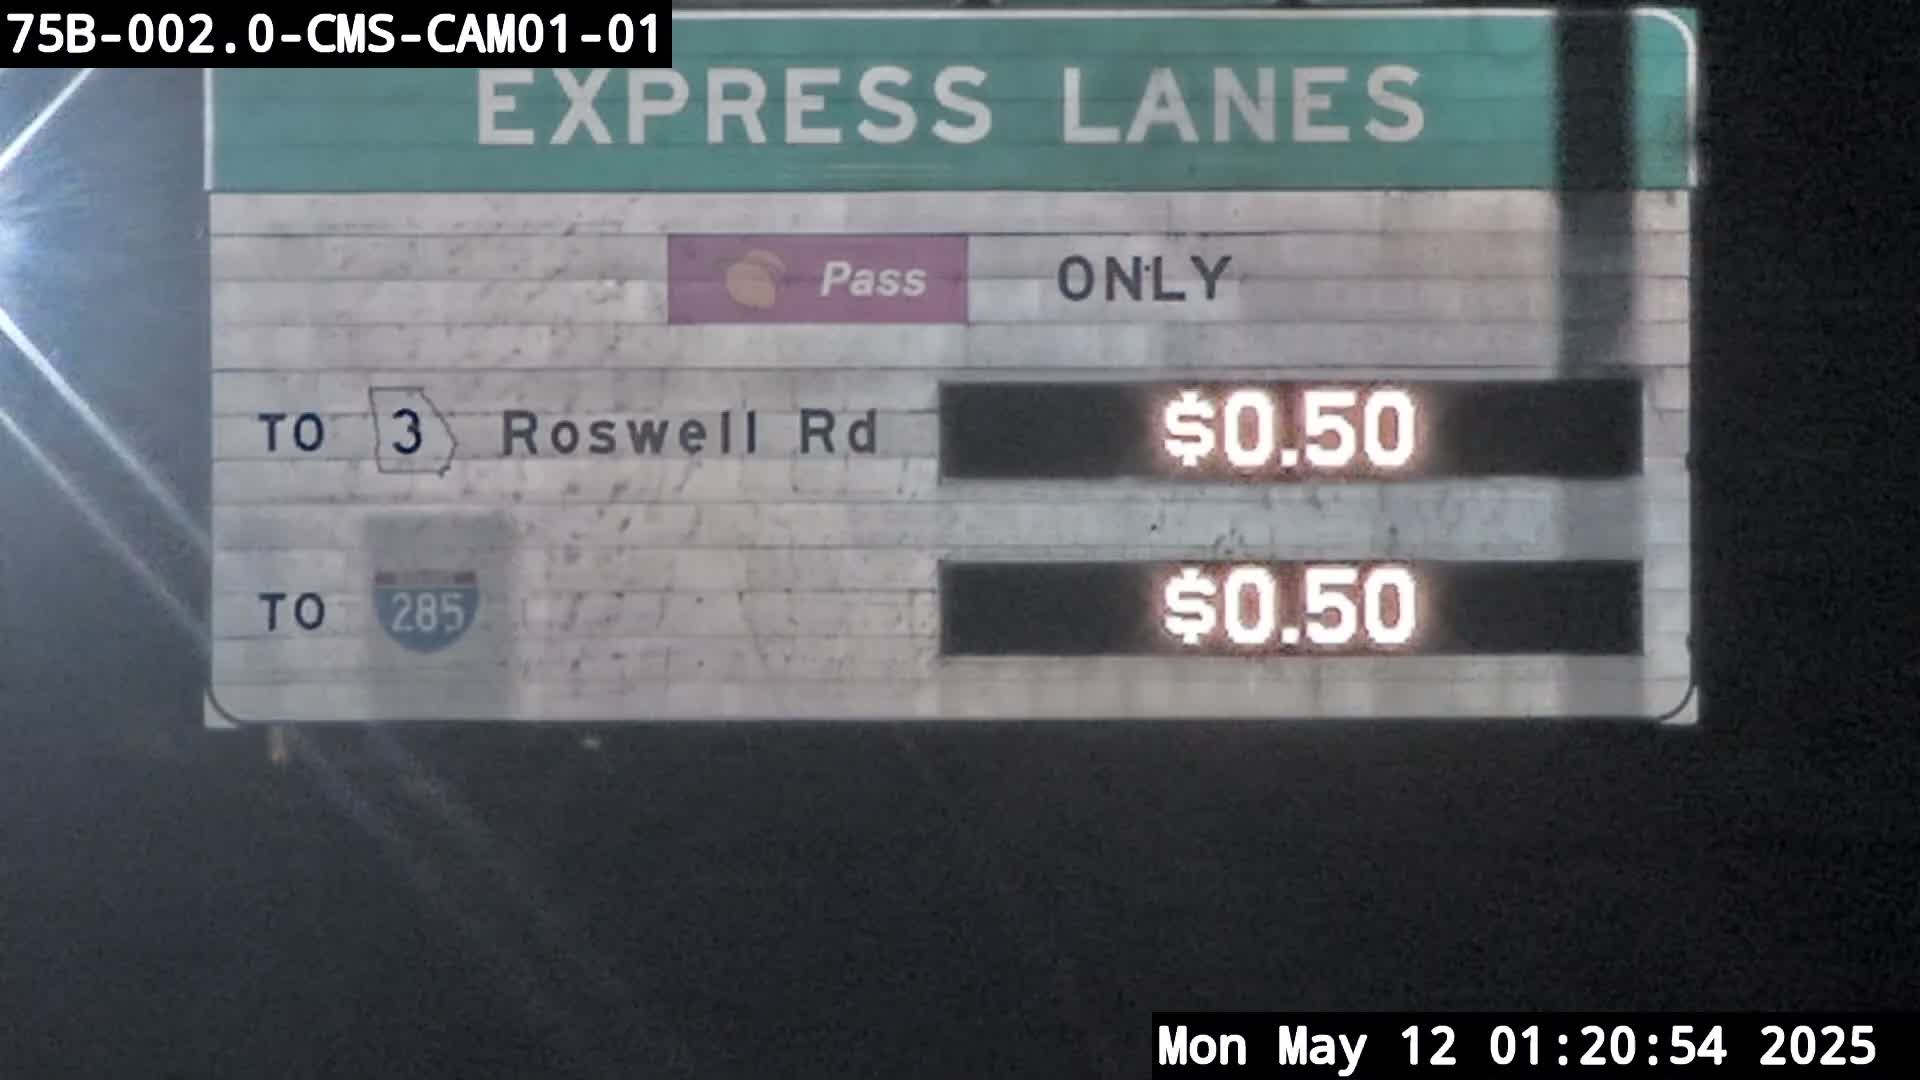 75B-002.0-CMS-CAM01-01
EXPRESS LANES
Pass ONLY
TO 3 Roswell Rd $0.50
TO 285 $0.50
Mon May 12 01:20:54 2025